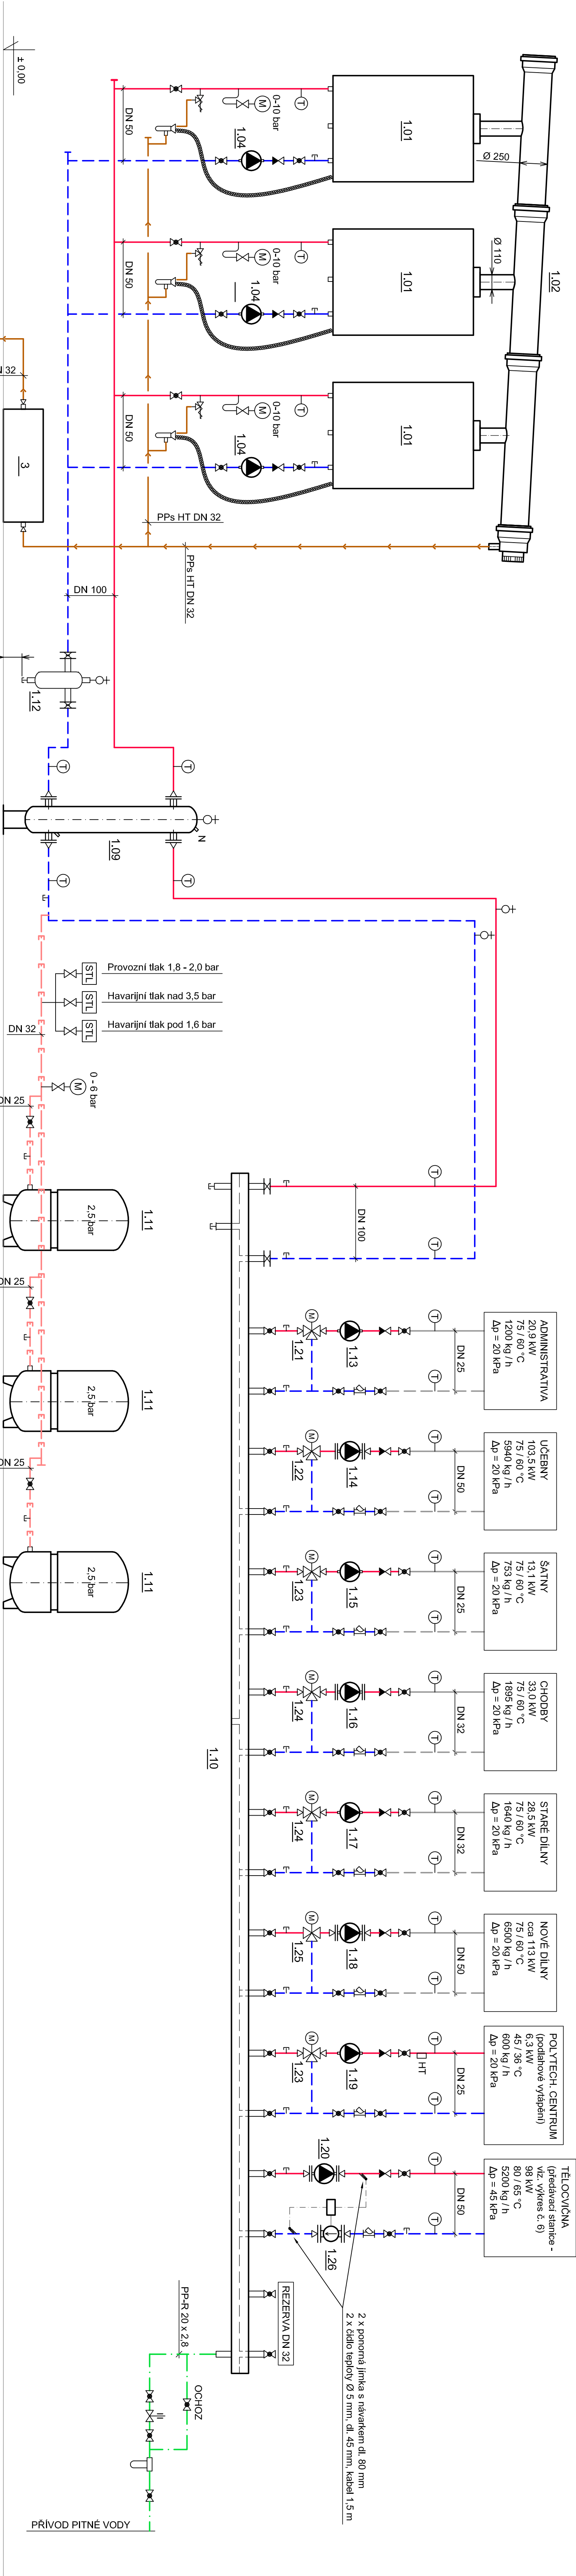 ± 0,00
1.02
Ø 250
Ø 110
1.01
1.01
1.01
T
M
0-10 bar
1.04
DN 50
T
M
0-10 bar
1.04
DN 50
T
M
0-10 bar
1.04
DN 50
PPs HT DN 32
PPs HT DN 32
3
DN 100
1.12
T
T
N
1.09
T
T
STL
Provozní tlak 1,8 - 2,0 bar
STL
Havarijní tlak nad 3,5 bar
STL
Havarijní tlak pod 1,6 bar
DN 32
M
0 - 6 bar
DN 25
2,5 bar
1.11
DN 25
2,5 bar
1.11
DN 25
2,5 bar
1.11
T
T
DN 100
1.10
ADMINISTRATIVA
20,9 kW
75 / 60 °C
1200 kg / h
Δp = 20 kPa
T
T
DN 25
1.13
M
1.21
UČEBNY
103,5 kW
75 / 60 °C
5940 kg / h
Δp = 20 kPa
T
T
DN 50
1.14
M
1.22
ŠATNY
13,1 kW
75 / 60 °C
753 kg / h
Δp = 20 kPa
T
T
DN 25
1.15
M
1.23
CHODBY
33,0 kW
75 / 60 °C
1895 kg / h
Δp = 20 kPa
T
T
DN 32
1.16
M
1.24
STARÉ DÍLNY
28,5 kW
75 / 60 °C
1640 kg / h
Δp = 20 kPa
T
T
DN 32
1.17
M
1.24
NOVÉ DÍLNY
cca 113 kW
75 / 60 °C
6500 kg / h
Δp = 20 kPa
T
T
DN 50
1.18
M
1.25
POLYTECH. CENTRUM
(podlahové vytápění)
6,3 kW
45 / 36 °C
600 kg / h
Δp = 20 kPa
T
T
HT
DN 25
1.19
M
1.23
TĚLOCVIČNA
(předávací stanice -
viz. výkres č. 6)
98 kW
80 / 65 °C
5200 kg / h
Δp = 45 kPa
T
T
DN 50
1.20
1.26
2 x ponorná jímka s návarkem dl. 80 mm
2 x čidlo teploty Ø 5 mm, dl. 45 mm, kabel 1,5 m
REZERVA DN 32
PP-R 20 x 2,8
OCHOZ
PŘÍVOD PITNÉ VODY